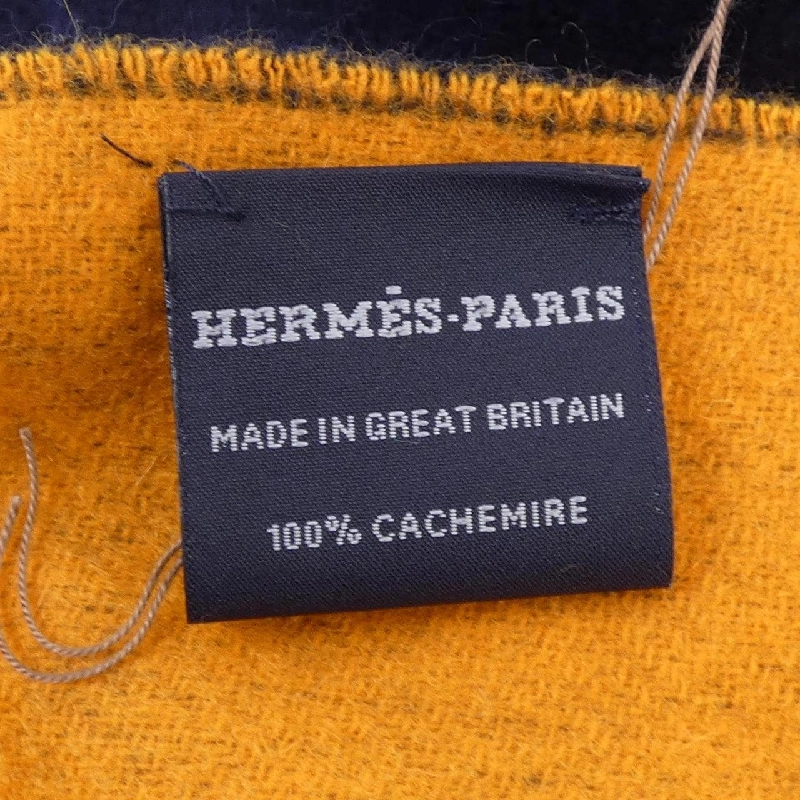 HERMÈS-PARIS
MADE IN GREAT BRITAIN
100% CACHEMIRE